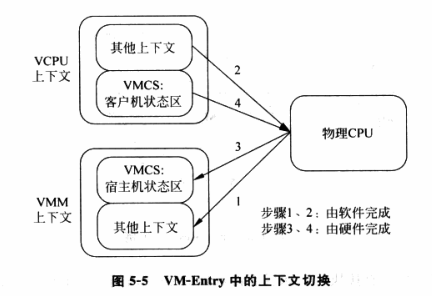 VCPU
上下文
其他上下文
VMCS:
客户机状态区
2
4
物理CPU
VMM
上下文
VMCS:
宿主机状态区
其他上下文
3
1
步骤1、2：由软件完成
步骤3、4：由硬件完成
图 5-5 VM-Entry 中的上下文切换